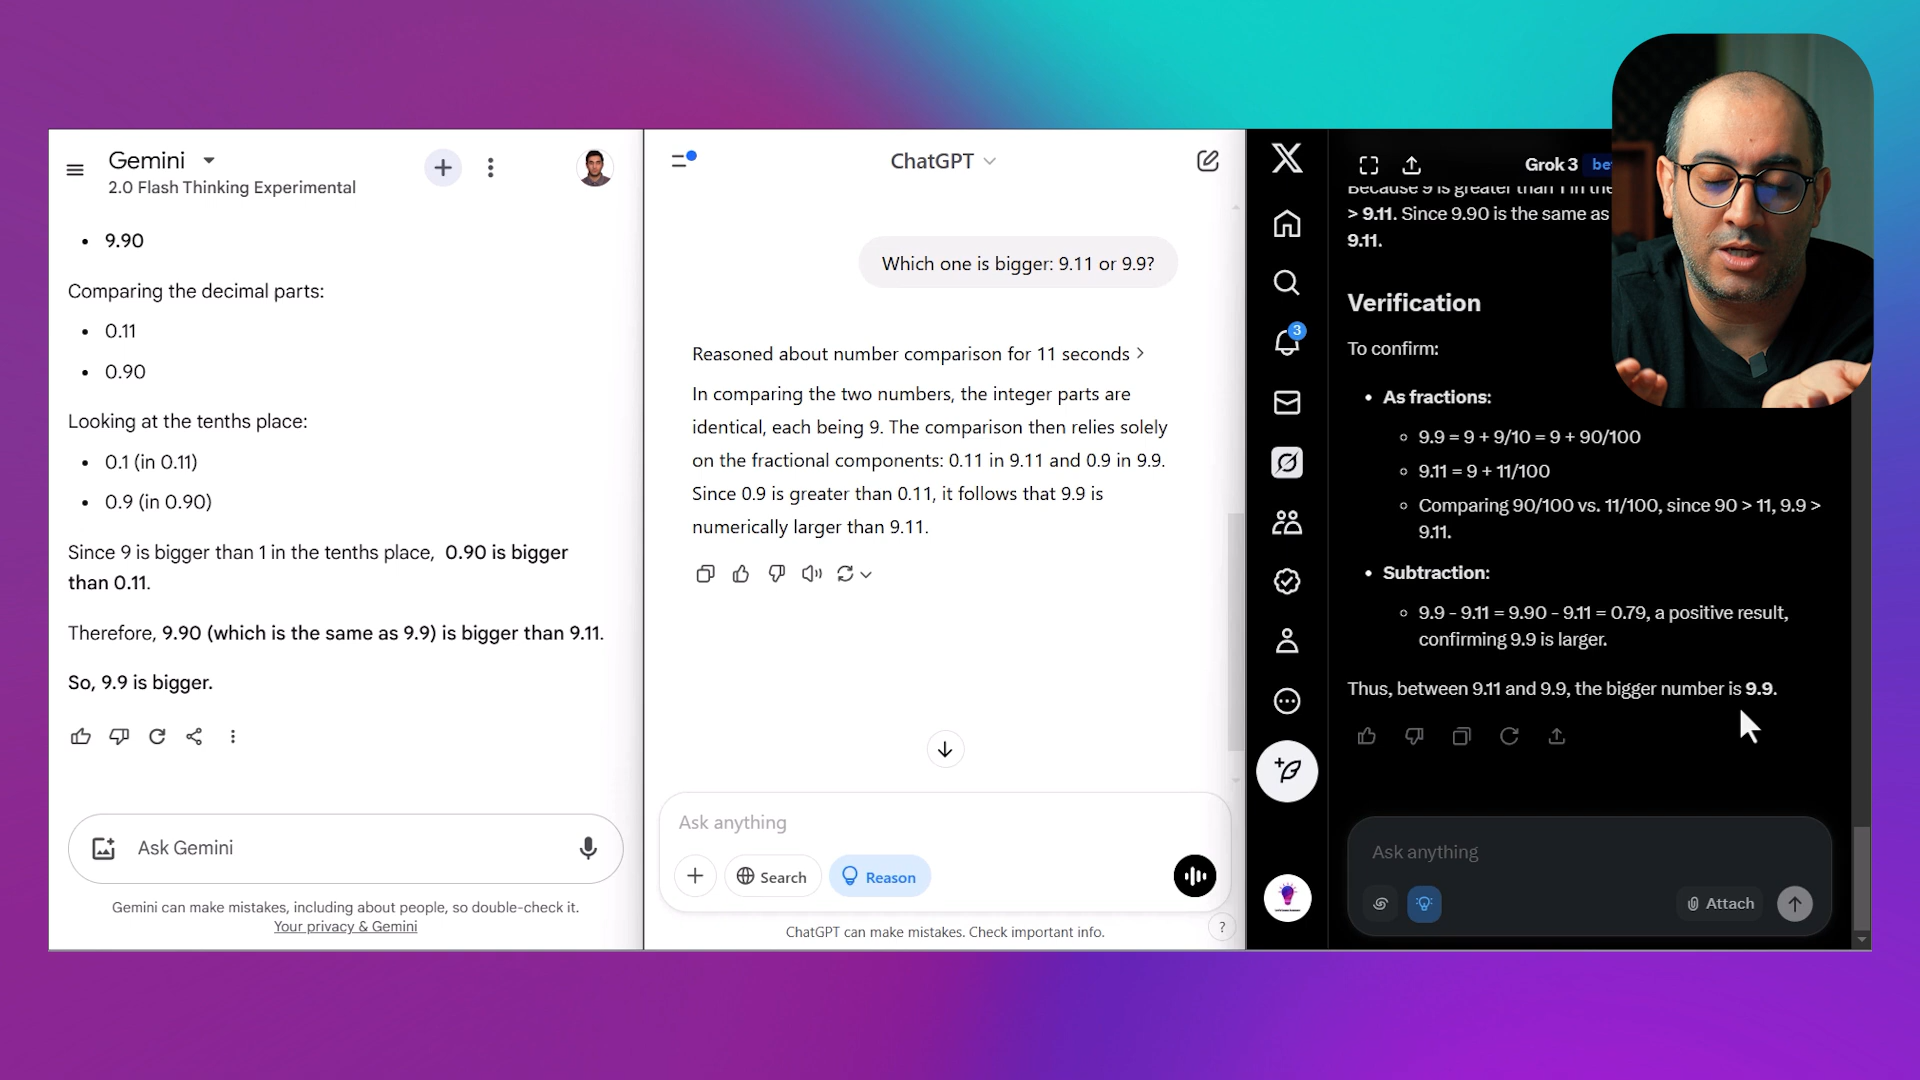 Gemini
2.0 Flash Thinking Experimental
• 9.90
Comparing the decimal parts:
• 0.11
• 0.90
Looking at the tenths place:
• 0.1 (in 0.11)
• 0.9 (in 0.90)
Since 9 is bigger than 1 in the tenths place, 0.90 is bigger
than 0.11.
Therefore, 9.90 (which is the same as 9.9) is bigger than 9.11.
So, 9.9 is bigger.
Ask Gemini
Gemini can make mistakes, including about people, so double-check it.
Your privacy & Gemini
ChatGPT
Which one is bigger: 9.11 or 9.9?
Reasoned about number comparison for 11 seconds
In comparing the two numbers, the integer parts are
identical, each being 9. The comparison then relies solely
on the fractional components: 0.11 in 9.11 and 0.9 in 9.9.
Since 0.9 is greater than 0.11, it follows that 9.9 is
numerically larger than 9.11.
Ask anything
Search
Reason
ChatGPT can make mistakes. Check important info.
?
X
3
Grok 3 be
Because 9 is greater than 1 in the
> 9.11. Since 9.90 is the same as
9.11.
Verification
To confirm:
• As fractions:
9.9 = 9 + 9/10 = 9 + 90/100
9.11 = 9 + 11/100
Comparing 90/100 vs. 11/100, since 90 > 11, 9.9 >
9.11.
• Subtraction:
9.9 - 9.11 = 9.90 - 9.11 = 0.79, a positive result,
confirming 9.9 is larger.
Thus, between 9.11 and 9.9, the bigger number is 9.9.
Ask anything
Attach